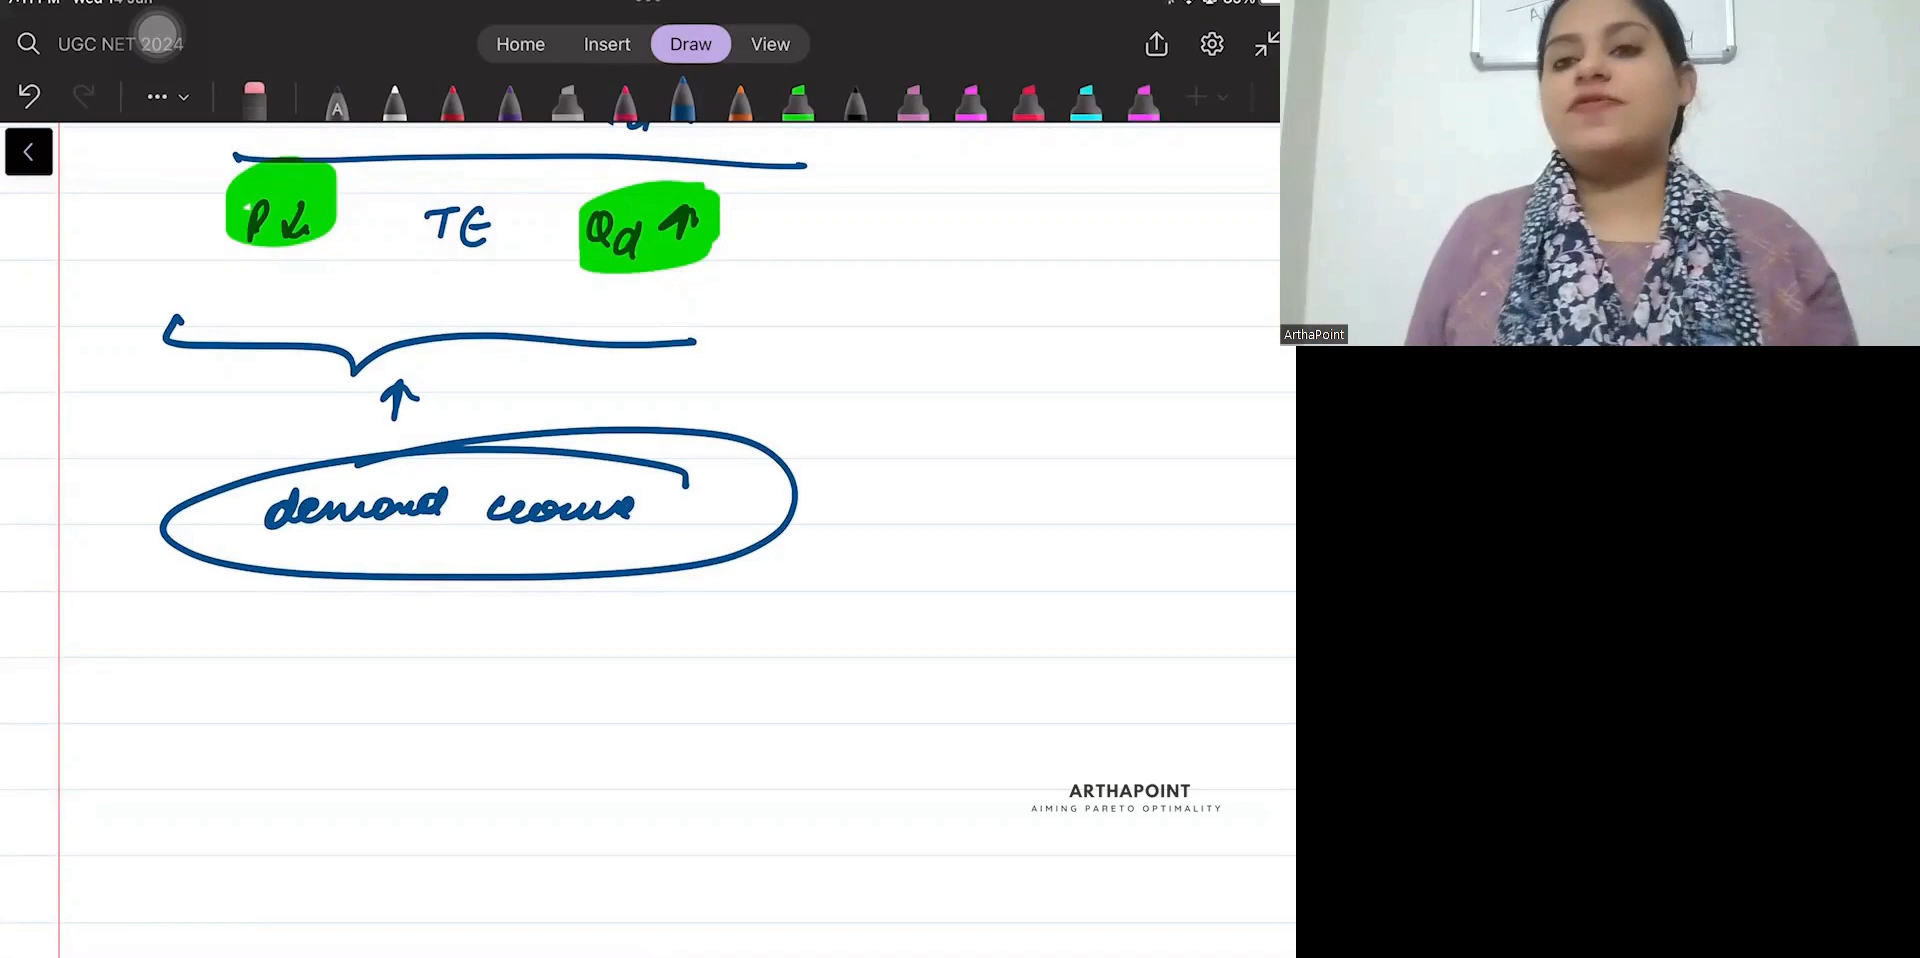 UGC NET 2024
Home Insert Draw View
A
P ↓ TE Qd ↑
↑
demand curve
ArthaPoint
ARTHAPOINT
AIMING PARETO OPTIMALITY